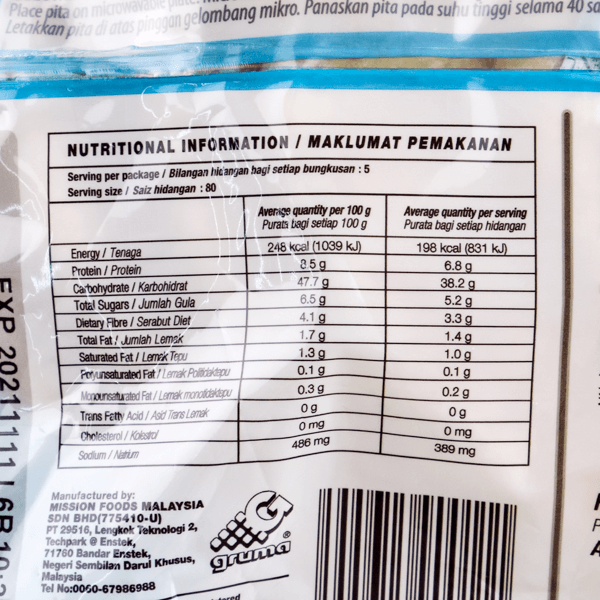 Place pita on microwavable plate.
Letakkan pita di atas pinggan gelombang mikro. Panaskan pita pada suhu tinggi selama 40 sa
NUTRITIONAL INFORMATION / MAKLUMAT PEMAKANAN
Serving per package / Bilangan hidangan bagi setiap bungkusan : 5
Serving size / Saiz hidangan : 80
Average quantity per 100 g Average quantity per serving
Purata bagi setiap 100 g Purata bagi setiap hidangan
Energy / Tenaga 248 kcal (1039 kJ) 198 kcal (831 kJ)
Protein / Protein 8.5 g 6.8 g
Carbohydrate / Karbohidrat 47.7 g 38.2 g
Total Sugars / Jumlah Gula 6.5 g 5.2 g
Dietary Fibre / Serabut Diet 4.1 g 3.3 g
Total Fat / Jumlah Lemak 1.7 g 1.4 g
Saturated Fat / Lemak Tepu 1.3 g 1.0 g
Polyunsaturated Fat / Lemak Politidaktepu 0.1 g 0.1 g
Monounsaturated Fat / Lemak monotidaktepu 0.3 g 0.2 g
Trans Fatty Acid / Asid Trans Lemak 0 g 0 g
Cholesterol / Kolestrol 0 mg 0 mg
Sodium / Natrium 486 mg 389 mg
Manufactured by:
MISSION FOODS MALAYSIA
SDN BHD(775410-U)
PT 29516, Lengkok Teknologi 2,
Techpark @ Enstek,
71760 Bandar Enstek,
Negeri Sembilan Darul Khusus,
Malaysia
Tel No:0060-67986988
gruma®
EXP 20211111